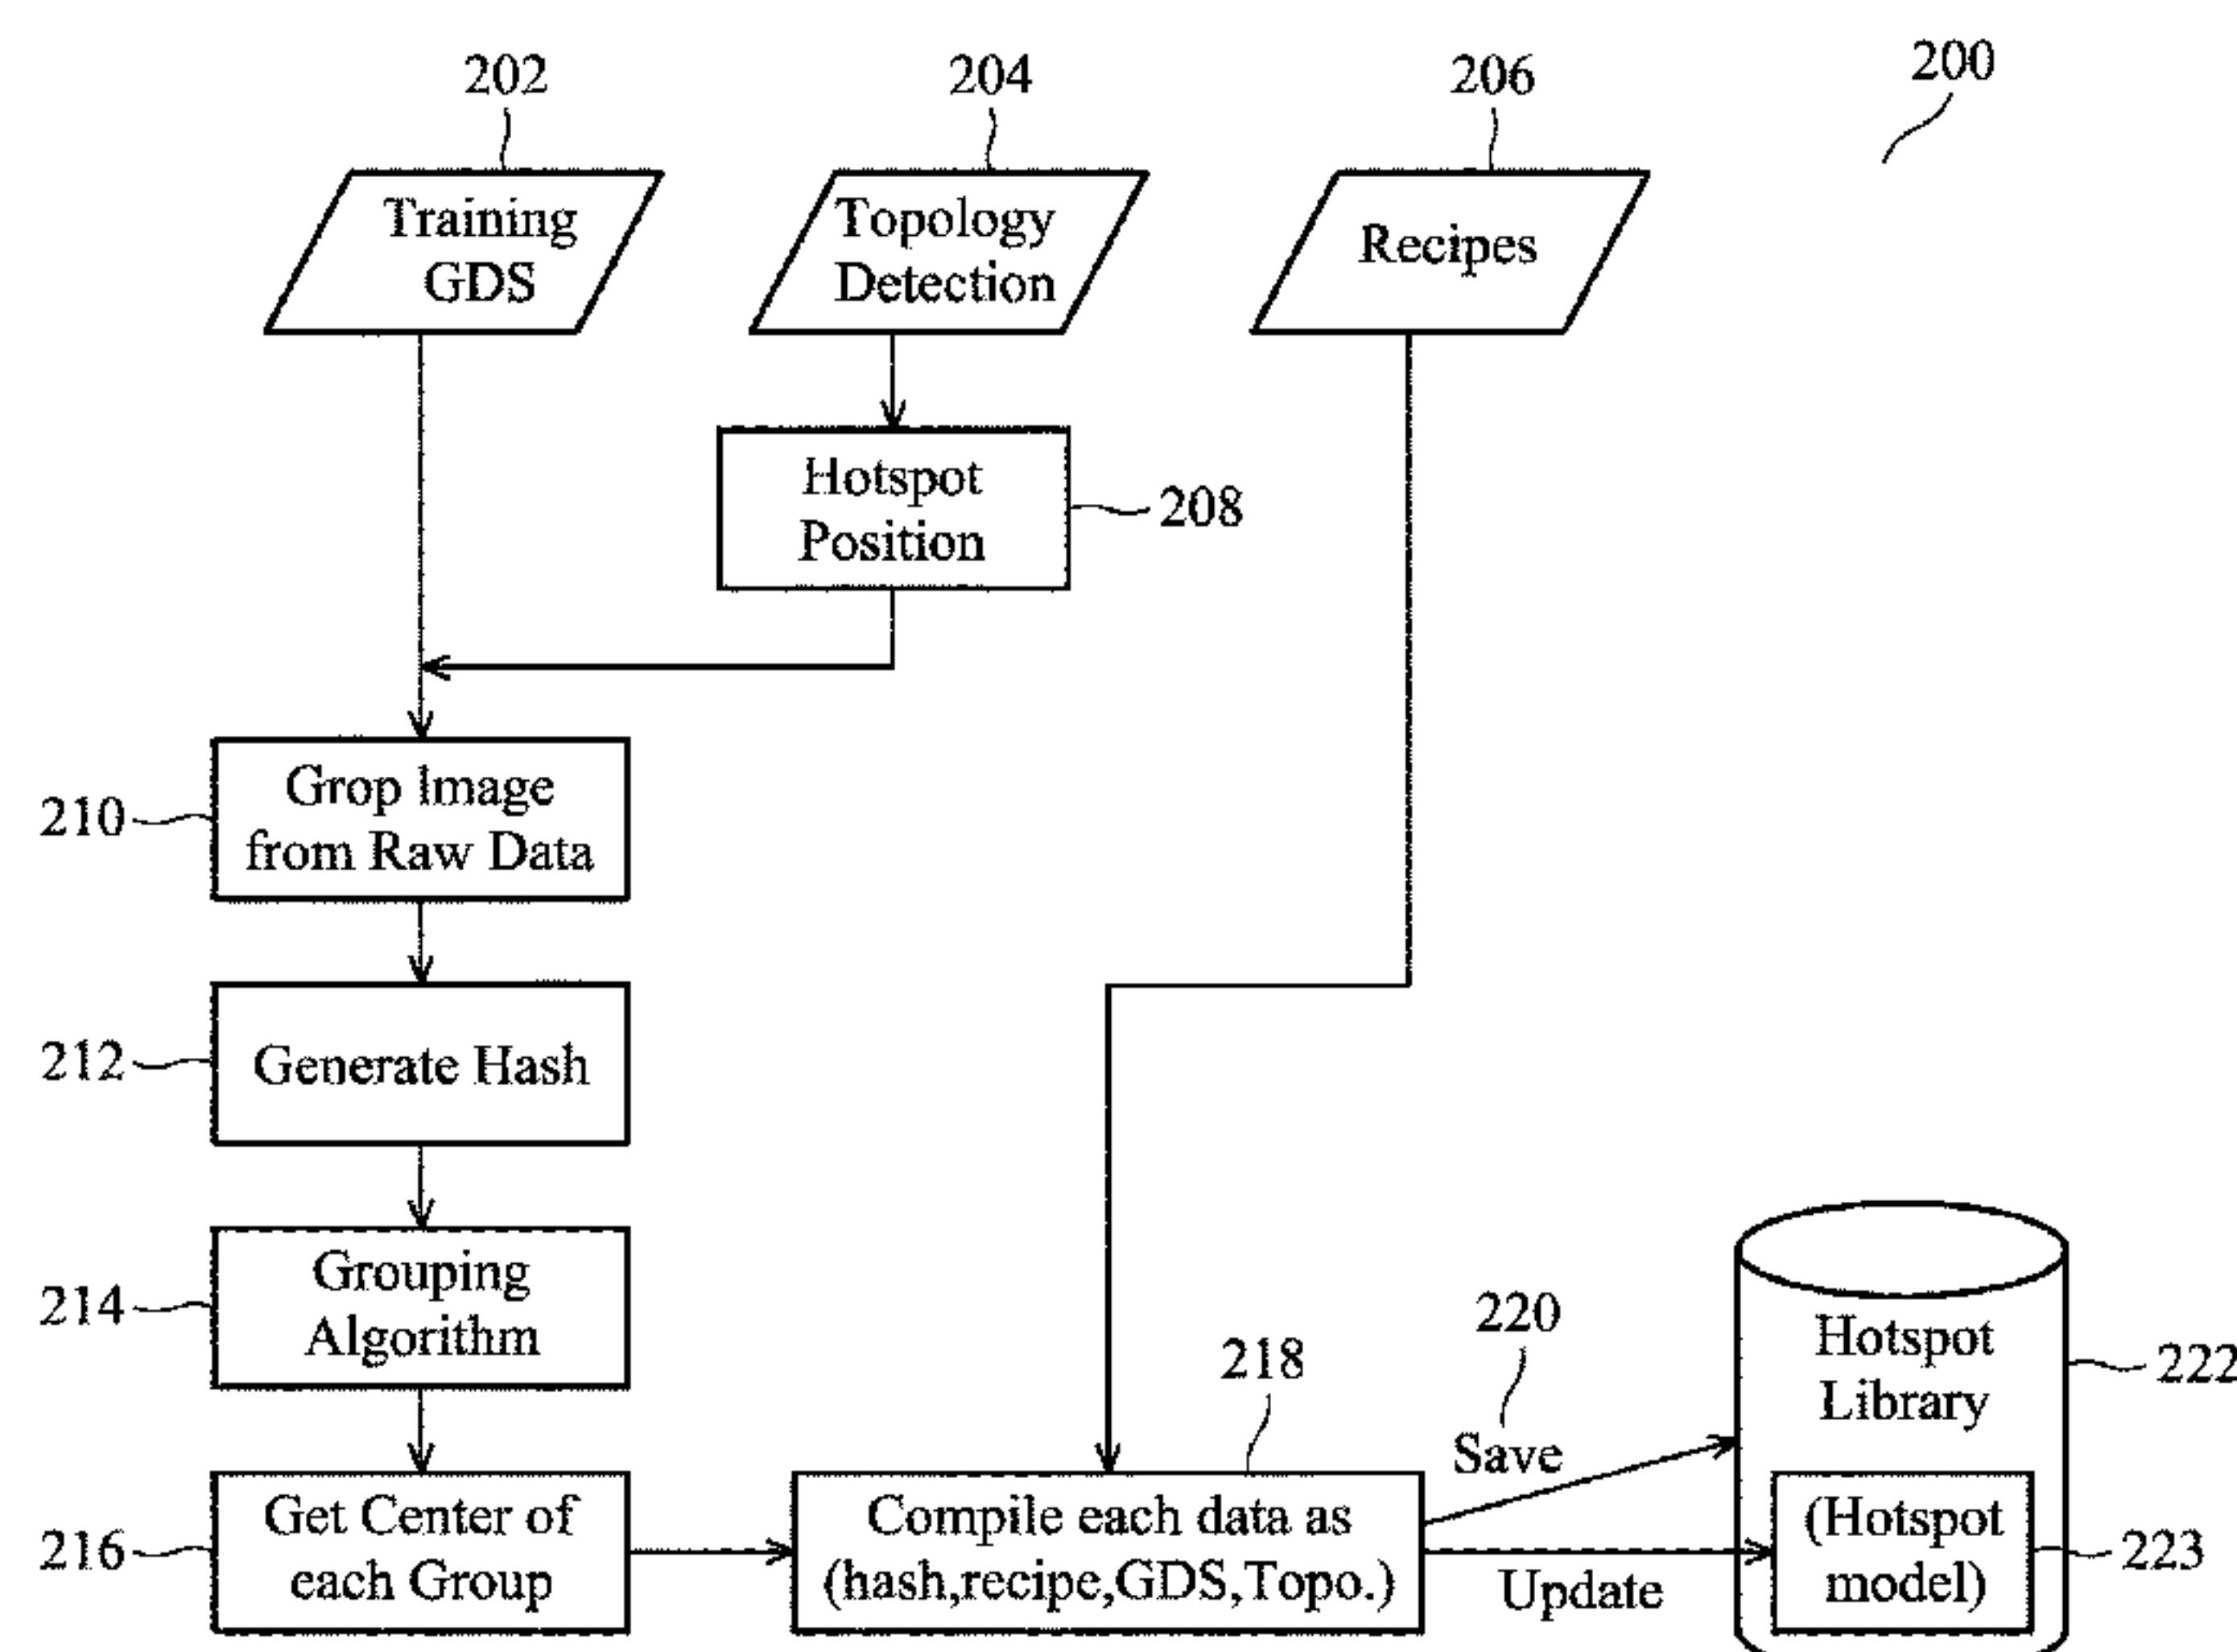 202
204
206
200
Training
GDS
Topology
Detection
Recipes
Hotspot
Position
208
210
Grop Image
from Raw Data
212
Generate Hash
214
Grouping
Algorithm
216
Get Center of
each Group
218
Compile each data as
(hash,recipe,GDS,Topo.)
220
Save
Update
Hotspot
Library
222
(Hotspot
model)
223